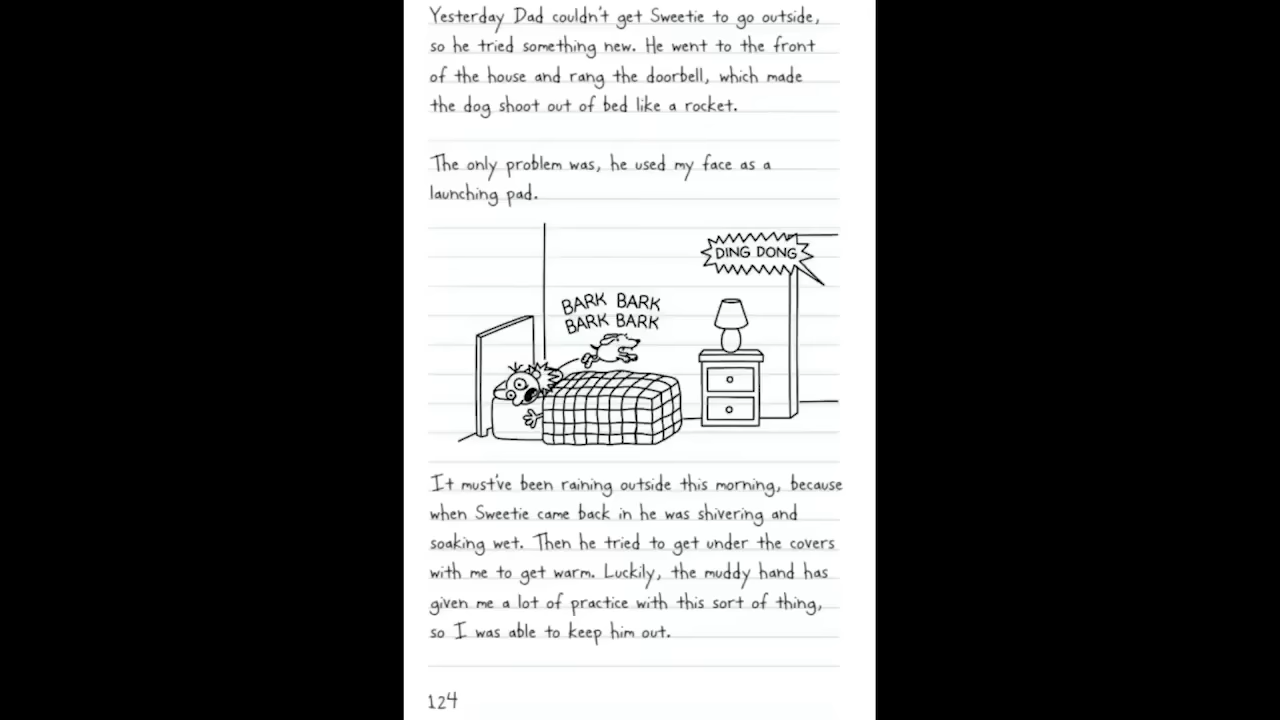 Yesterday Dad couldn't get Sweetie to go outside,
so he tried something new. He went to the front
of the house and rang the doorbell, which made
the dog shoot out of bed like a rocket.
The only problem was, he used my face as a
launching pad.
DING DONG
BARK BARK
BARK BARK
It must've been raining outside this morning, because
when Sweetie came back in he was shivering and
soaking wet. Then he tried to get under the covers
with me to get warm. Luckily, the muddy hand has
given me a lot of practice with this sort of thing,
so I was able to keep him out.
124